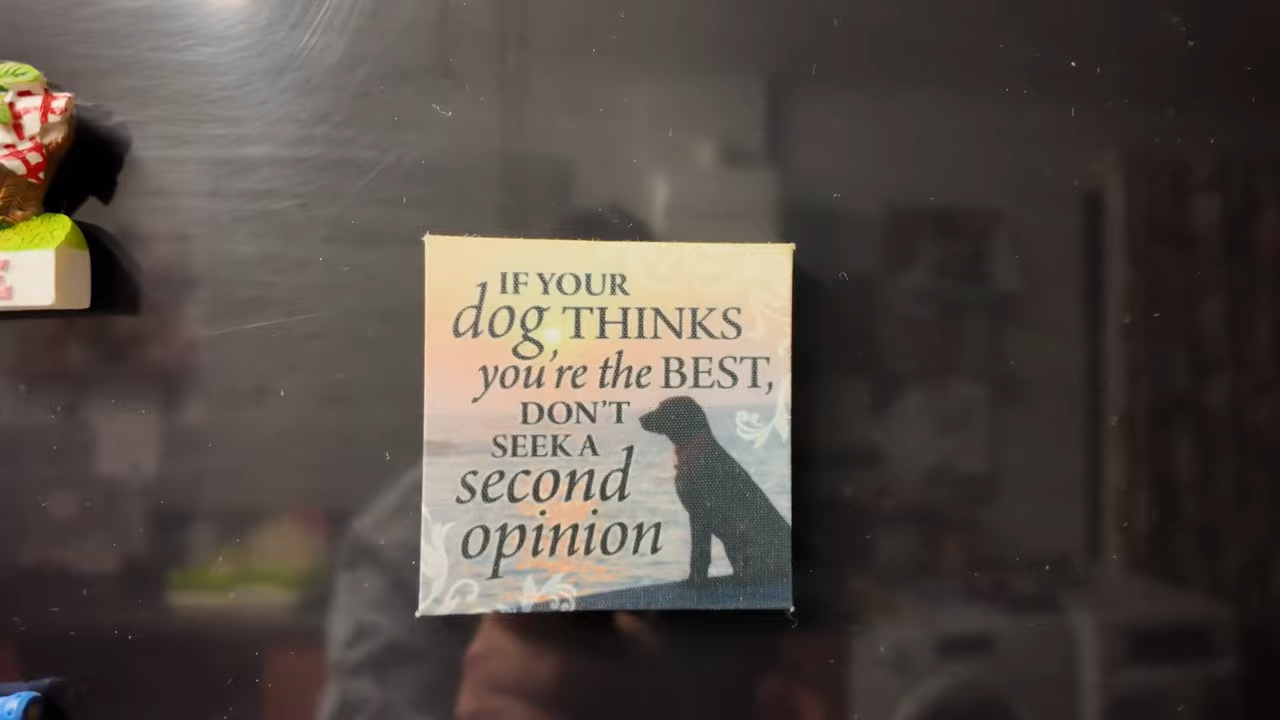 IF YOUR
dog THINKS
you're the BEST,
DON'T
SEEK A
second
opinion